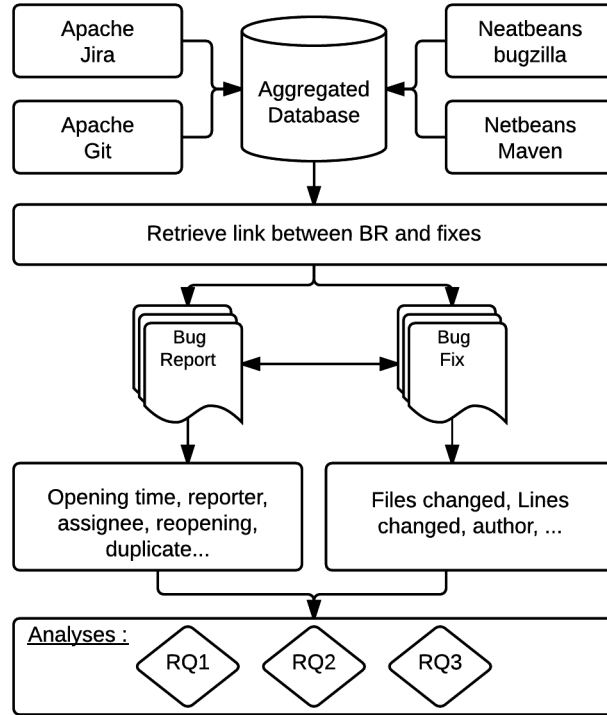 Apache
Jira
Neatbeans
bugzilla
Aggregated
Database
Apache
Git
Netbeans
Maven
Retrieve link between BR and fixes
Bug
Report
Bug
Fix
Opening time, reporter,
assignee, reopening,
duplicate...
Files changed, Lines
changed, author, ...
Analyses :
RQ1
RQ2
RQ3